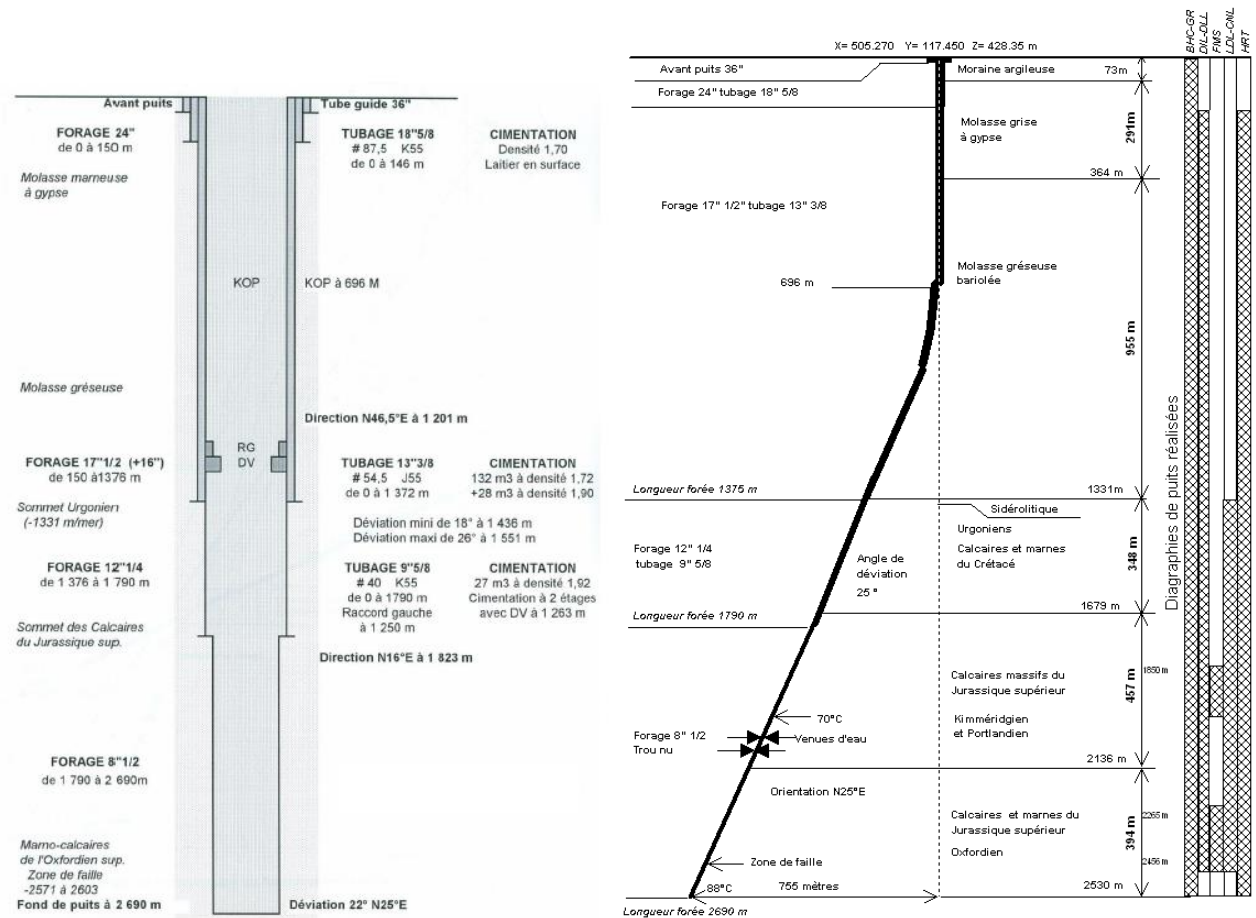 Avant puits
Tube guide 36"
FORAGE 24"
de 0 à 150 m
TUBAGE 18"5/8
# 87,5 K55
de 0 à 146 m
CIMENTATION
Densité 1,70
Laitier en surface
Molasse marneuse
à gypse
KOP
KOP à 696 M
Molasse gréseuse
Direction N46,5°E à 1 201 m
RG
DV
FORAGE 17"1/2 (+16")
de 150 à1376 m
TUBAGE 13"3/8
# 54,5 J55
de 0 à 1 372 m
CIMENTATION
132 m3 à densité 1,72
+28 m3 à densité 1,90
Sommet Urgonien
(-1331 m/mer)
Déviation mini de 18° à 1 436 m
Déviation maxi de 26° à 1 551 m
FORAGE 12"1/4
de 1 376 à 1 790 m
TUBAGE 9"5/8
# 40 K55
de 0 à 1790 m
Raccord gauche
à 1 250 m
CIMENTATION
27 m3 à densité 1,92
Cimentation à 2 étages
avec DV à 1 263 m
Sommet des Calcaires
du Jurassique sup.
Direction N16°E à 1 823 m
FORAGE 8"1/2
de 1 790 à 2 690m
Marno-calcaires
de l'Oxfordien sup.
Zone de faille
-2571 à 2603
Fond de puits à 2 690 m
Déviation 22° N25°E
X= 505.270 Y= 117.450 Z= 428.35 m
Avant puits 36"
Moraine argileuse
73m
Forage 24" tubage 18" 5/8
Molasse grise
à gypse
291m
364 m
Forage 17" 1/2" tubage 13" 3/8
Molasse gréseuse
bariolée
696 m
955 m
Longueur forée 1375 m
1331m
Sidérolitique
Urgoniens
Calcaires et marnes
du Crétacé
Forage 12" 1/4
tubage 9" 5/8
Angle de
déviation
25 °
348 m
Longueur forée 1790 m
1679 m
Calcaires massifs du
Jurassique supérieur
1850m
457 m
70°C
Kimméridgien
et Portlandien
Forage 8" 1/2
Trou nu
Venues d'eau
2136 m
Orientation N25°E
Calcaires et marnes du
Jurassique supérieur
Oxfordien
2265m
394 m
Zone de faille
2456m
88°C
755 mètres
2530 m
Longueur forée 2690 m
Diagraphies de puits réalisées
BHC-GR
DIL-DLL
FMS
LDL-CNL
HRT